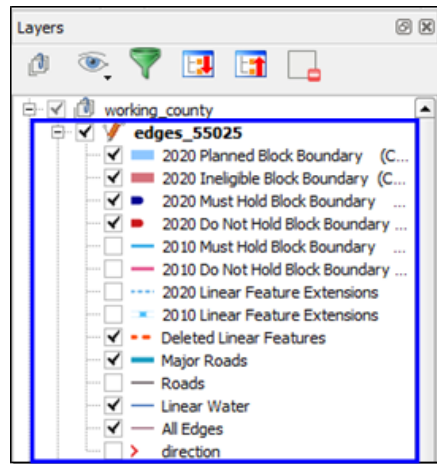 Layers
working_county
edges_55025
2020 Planned Block Boundary (C...
2020 Ineligible Block Boundary (C...
2020 Must Hold Block Boundary ...
2020 Do Not Hold Block Boundary ...
2010 Must Hold Block Boundary ...
2010 Do Not Hold Block Boundary ...
2020 Linear Feature Extensions
2010 Linear Feature Extensions
Deleted Linear Features
Major Roads
Roads
Linear Water
All Edges
direction